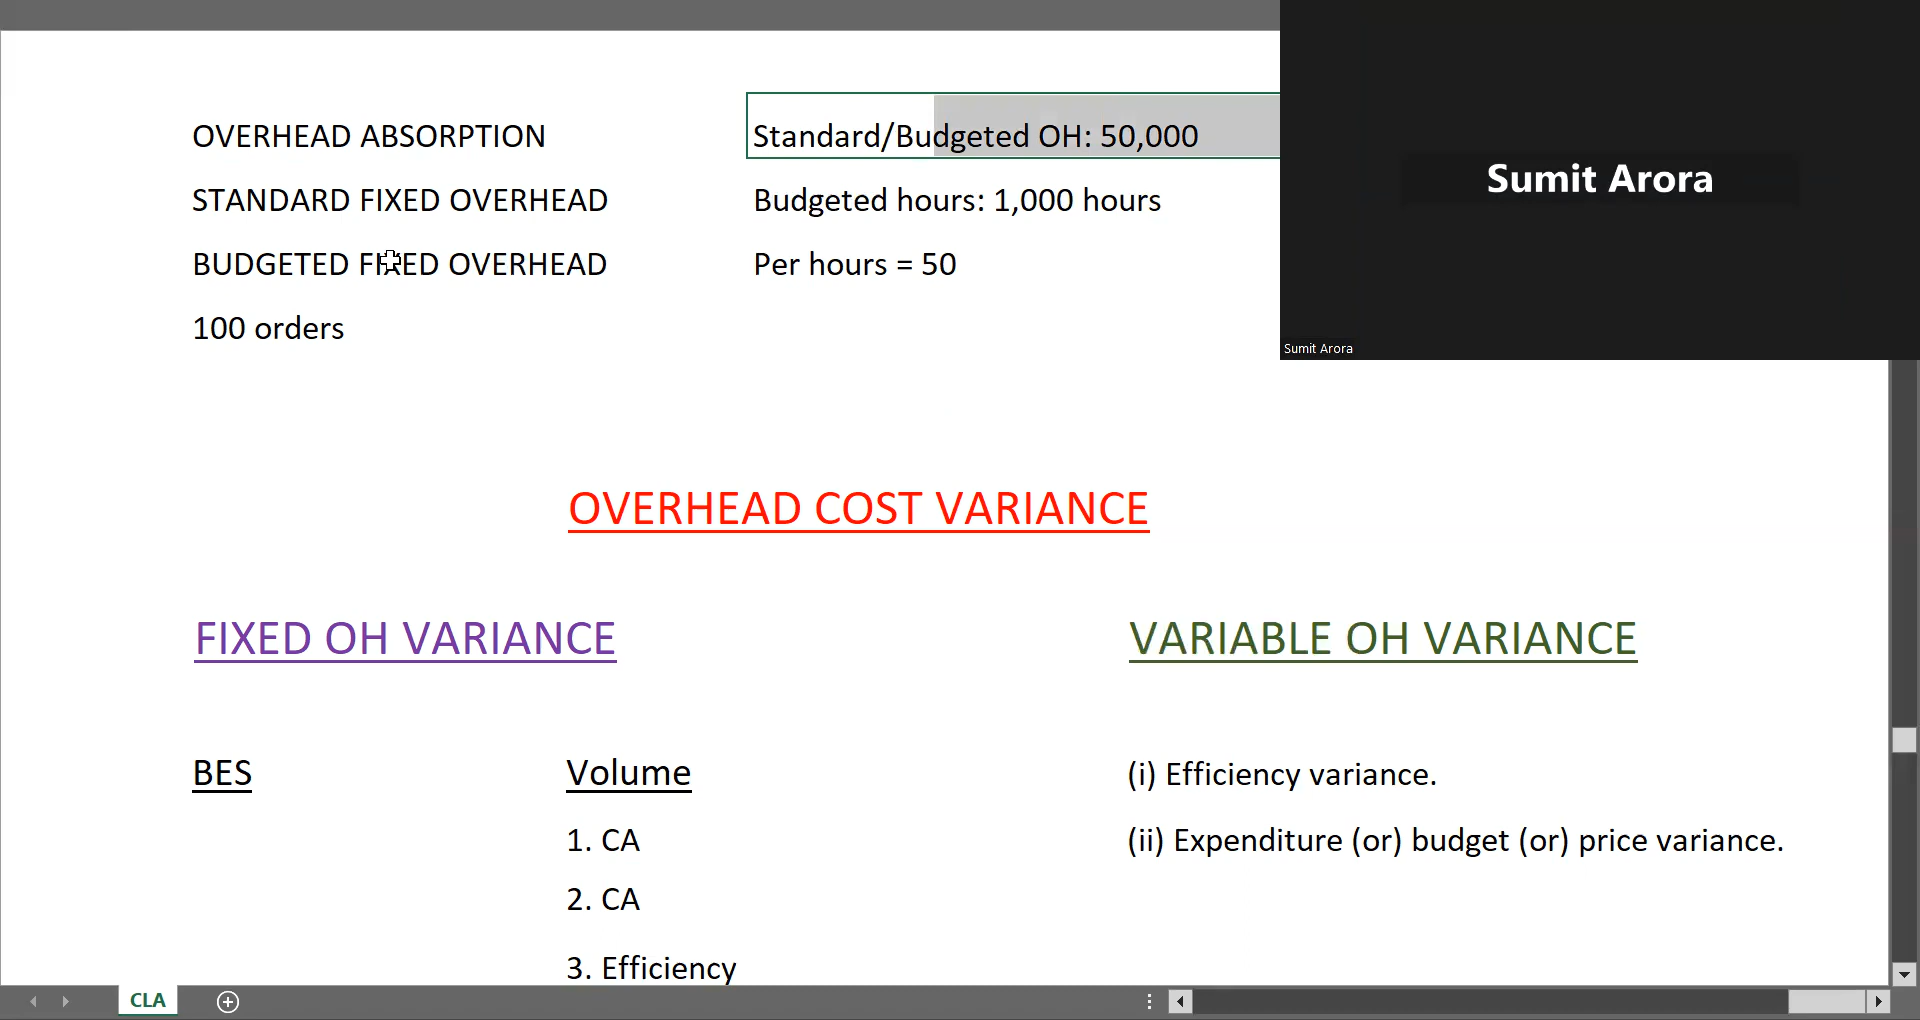 OVERHEAD ABSORPTION
Standard/Budgeted OH: 50,000
STANDARD FIXED OVERHEAD
Budgeted hours: 1,000 hours
BUDGETED FIXED OVERHEAD
Per hours = 50
100 orders
Sumit Arora
Sumit Arora
OVERHEAD COST VARIANCE
FIXED OH VARIANCE
VARIABLE OH VARIANCE
BES
Volume
(i) Efficiency variance.
1. CA
(ii) Expenditure (or) budget (or) price variance.
2. CA
3. Efficiency
CLA